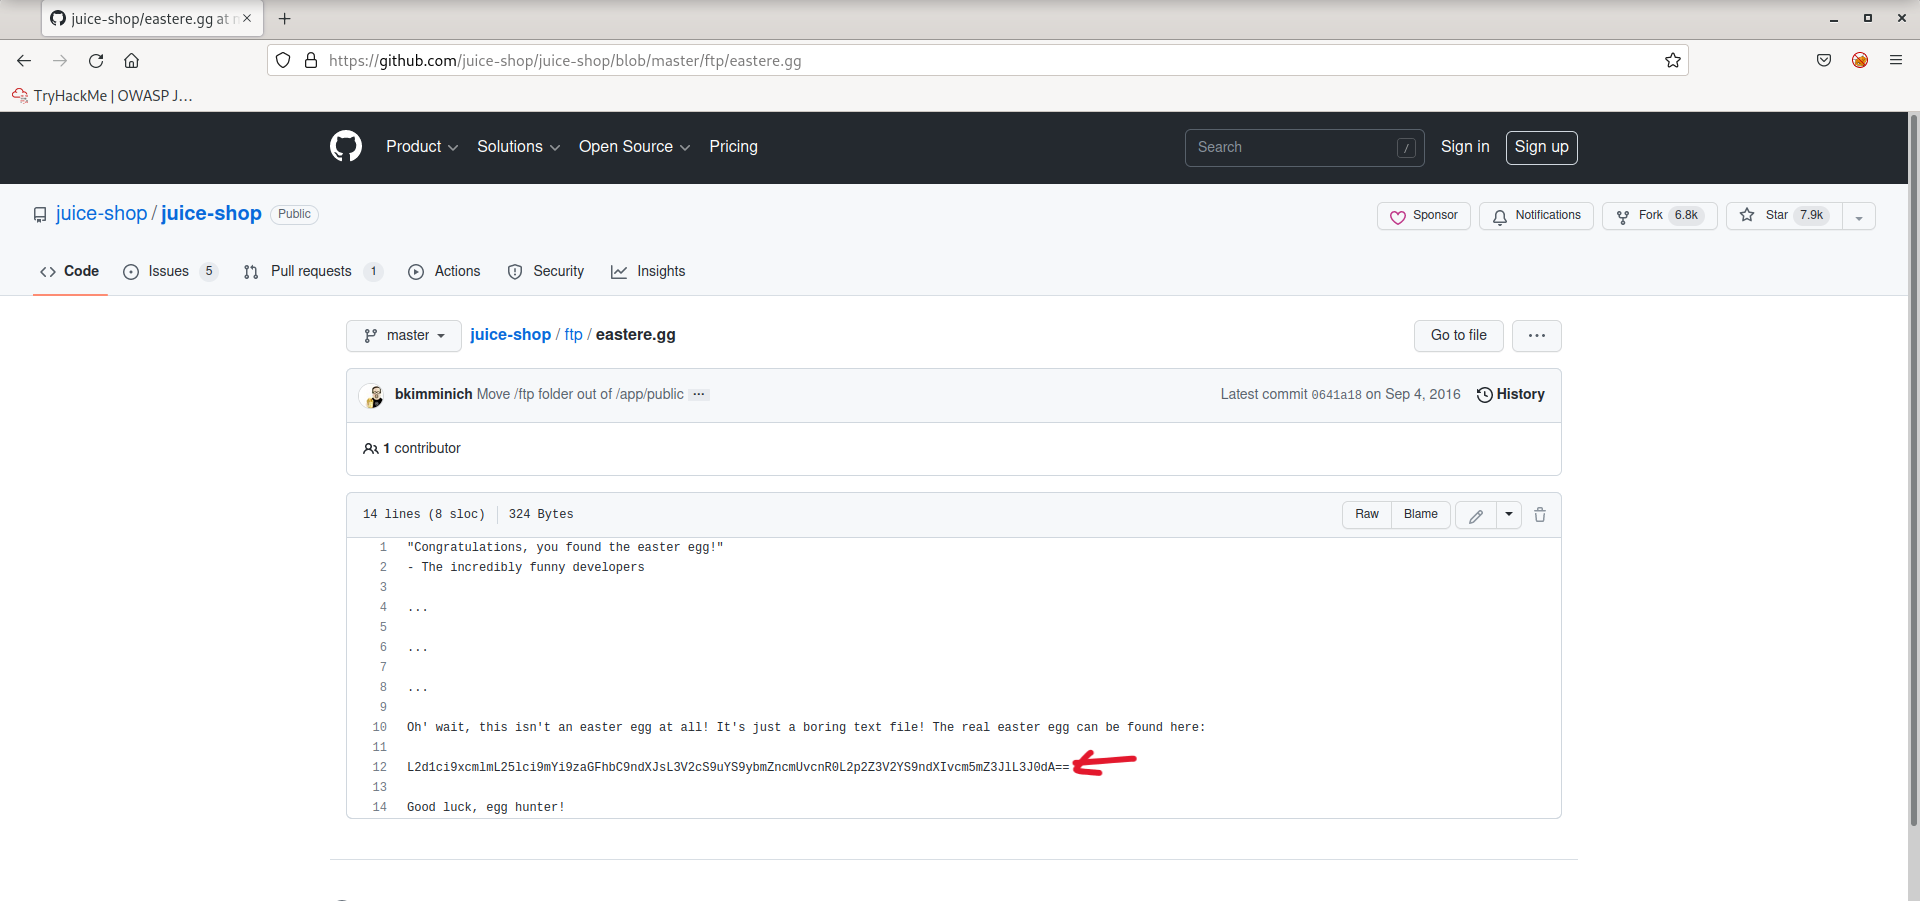 juice-shop/eastere.gg at
https://github.com/juice-shop/juice-shop/blob/master/ftp/eastere.gg
TryHackMe | OWASP J…
Product Solutions Open Source Pricing Search / Sign in Sign up
juice-shop / juice-shop Public Sponsor Notifications Fork 6.8k Star 7.9k
Code Issues 5 Pull requests 1 Actions Security Insights
master juice-shop / ftp / eastere.gg Go to file ...
bkimminich Move /ftp folder out of /app/public ... Latest commit 0641a18 on Sep 4, 2016 History
1 contributor
14 lines (8 sloc) 324 Bytes Raw Blame
1 "Congratulations, you found the easter egg!"
2 - The incredibly funny developers
3
4 ...
5
6 ...
7
8 ...
9
10 Oh' wait, this isn't an easter egg at all! It's just a boring text file! The real easter egg can be found here:
11
12 L2d1ci9xcmlmL25lci9mYi9zaGFhbC9ndXJsL3V2cS9uYS9ybmZncmUvcnR0L2p2Z3V2YS9ndXIvcm5mZ3JlL3J0dA==
13
14 Good luck, egg hunter!